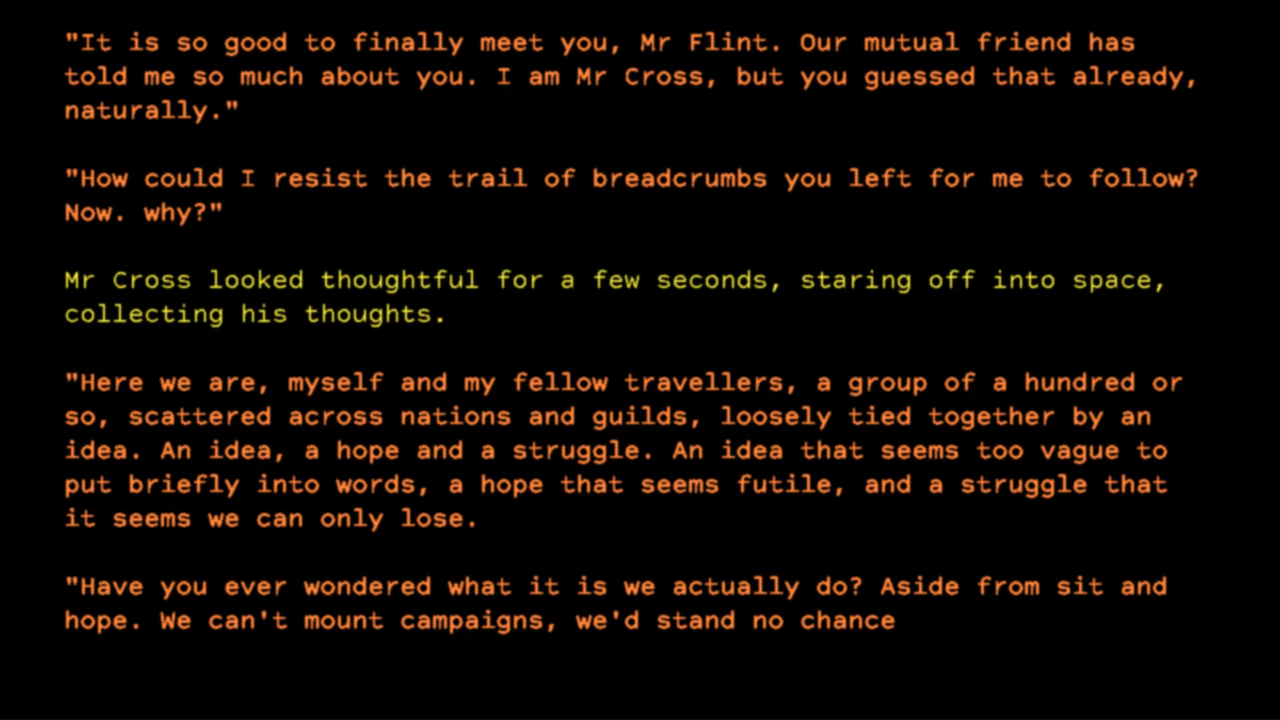 "It is so good to finally meet you, Mr Flint. Our mutual friend has
told me so much about you. I am Mr Cross, but you guessed that already,
naturally."
"How could I resist the trail of breadcrumbs you left for me to follow?
Now. why?"
Mr Cross looked thoughtful for a few seconds, staring off into space,
collecting his thoughts.
"Here we are, myself and my fellow travellers, a group of a hundred or
so, scattered across nations and guilds, loosely tied together by an
idea. An idea, a hope and a struggle. An idea that seems too vague to
put briefly into words, a hope that seems futile, and a struggle that
it seems we can only lose.
"Have you ever wondered what it is we actually do? Aside from sit and
hope. We can't mount campaigns, we'd stand no chance